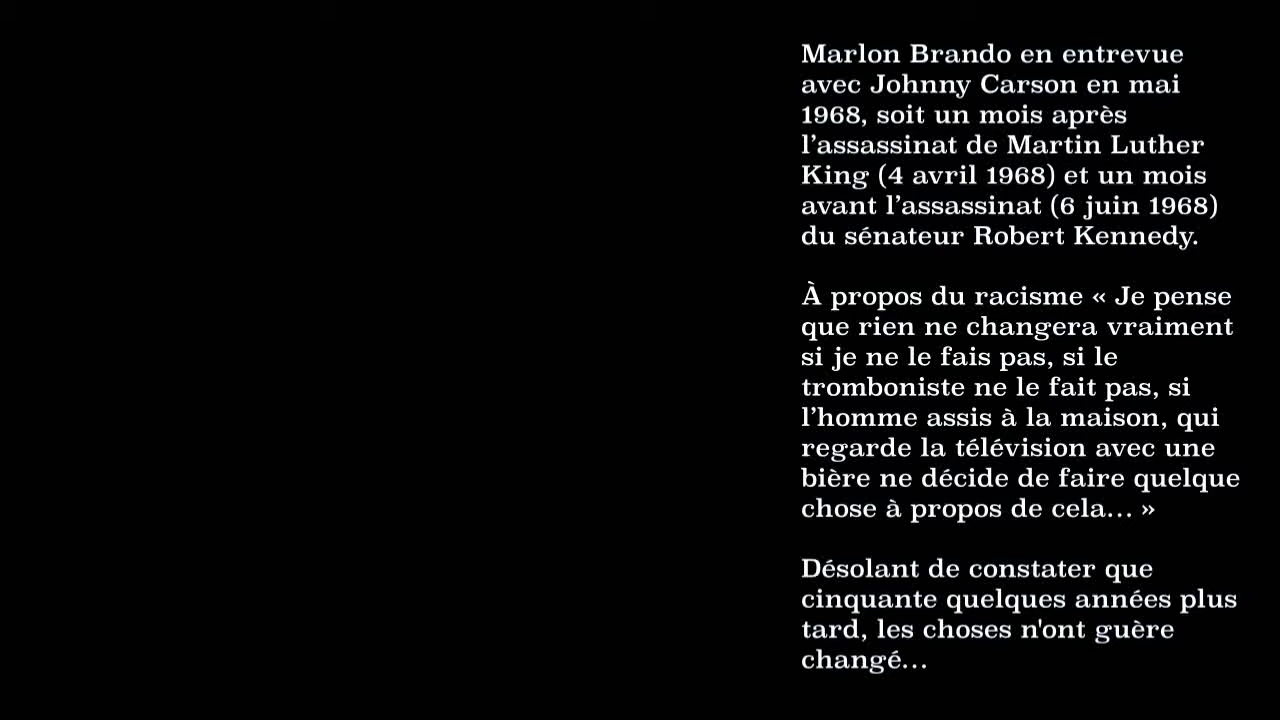 Marlon Brando en entrevue
avec Johnny Carson en mai
1968, soit un mois après
l’assassinat de Martin Luther
King (4 avril 1968) et un mois
avant l’assassinat (6 juin 1968)
du sénateur Robert Kennedy.
À propos du racisme « Je pense
que rien ne changera vraiment
si je ne le fais pas, si le
tromboniste ne le fait pas, si
l’homme assis à la maison, qui
regarde la télévision avec une
bière ne décide de faire quelque
chose à propos de cela... »
Désolant de constater que
cinquante quelques années plus
tard, les choses n'ont guère
changé...